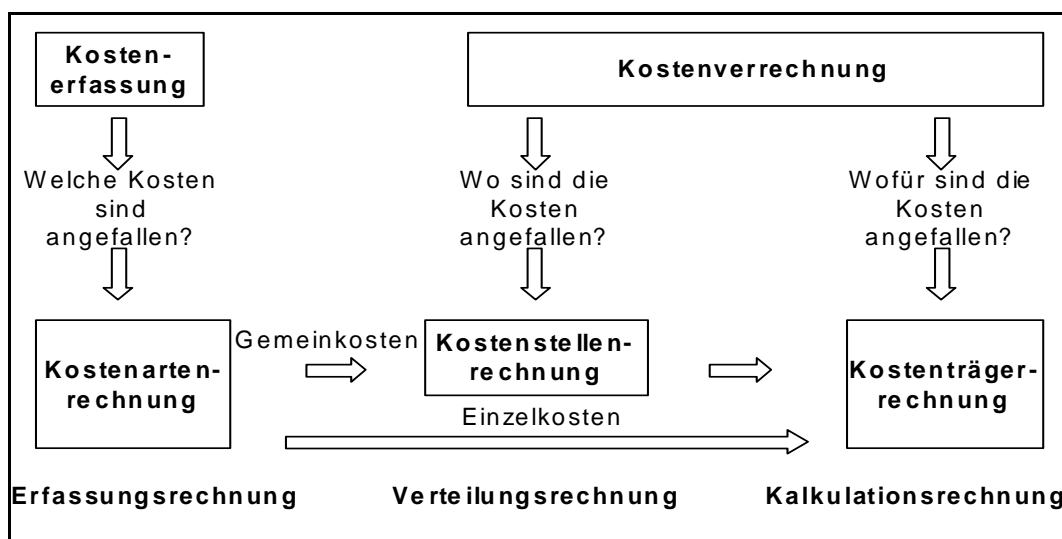 Kosten-
erfassung
Kostenverrechnung
Welche Kosten
sind
angefallen?
Wo sind die
Kosten
angefallen?
Wofür sind die
Kosten
angefallen?
Kostenarten-
rechnung
Gemeinkosten
Kostenstellen-
rechnung
Kostenträger-
rechnung
Einzelkosten
Erfassungsrechnung
Verteilungsrechnung
Kalkulationsrechnung